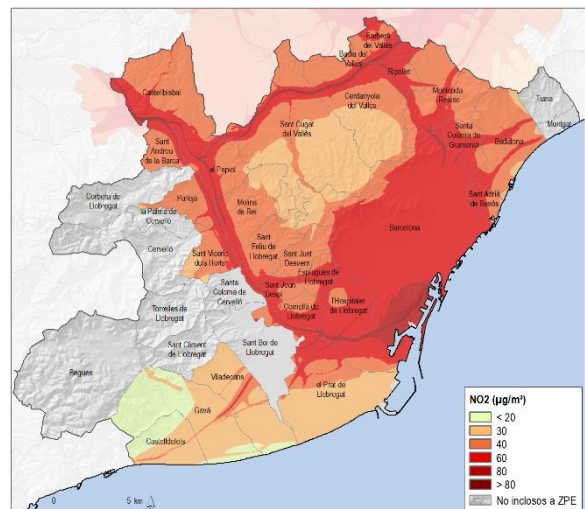 Barberà
del Vallès
Badia del
Vallès
Ripollet
Castellbisbal
Cerdanyola
del Vallès
Montcada
i Reixac
Tiana
Montgat
Sant Cugat
del Vallès
Santa
Coloma de
Gramenet
Badalona
Sant
Andreu
de la Barca
el Papiol
Sant Adrià
de Besòs
Corbera de
Llobregat
Pallejà
la Palma de
Cervelló
Molins
de Rei
Barcelona
Cervelló
Sant Vicenç
dels Horts
Sant
Feliu de
Llobregat
Sant Just
Desvern
Esplugues de
Llobregat
Santa
Coloma de
Cervelló
Sant Joan
Despí
Cornellà de
Llobregat
l'Hospitalet
de Llobregat
Torrelles de
Llobregat
Sant Climent
de Llobregat
Sant Boi de
Llobregat
Begues
Viladecans
el Prat de
Llobregat
Gavà
Castelldefels
NO2 (µg/m³)
< 20
30
40
60
80
> 80
No inclosos a ZPE
0 5 km